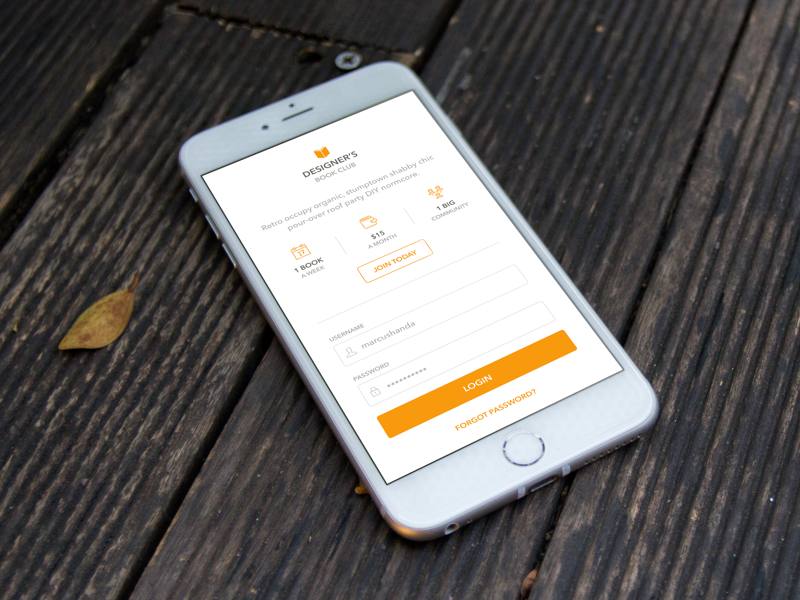 DESIGNER'S
BOOK CLUB
Retro occupy organic, stumptown shabby chic
pour-over roof party DIY normcore.
17
1 BOOK
A WEEK
$15
A MONTH
1 BIG
COMMUNITY
JOIN TODAY
USERNAME
marcushanda
PASSWORD
**********
LOGIN
FORGOT PASSWORD?